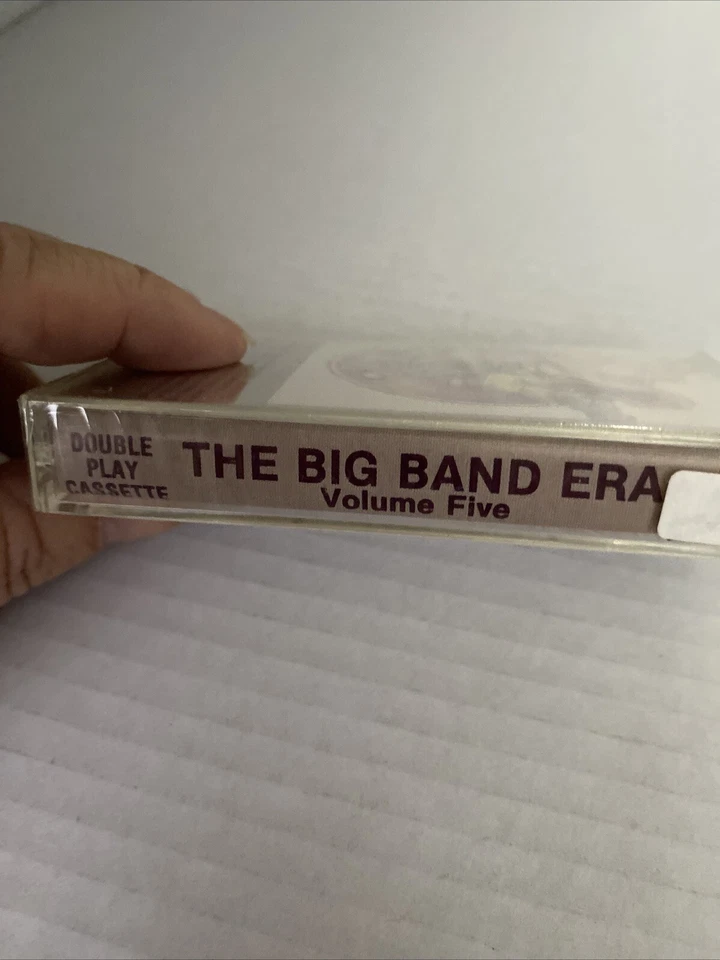 DOUBLE
PLAY
CASSETTE
THE BIG BAND ERA
Volume Five